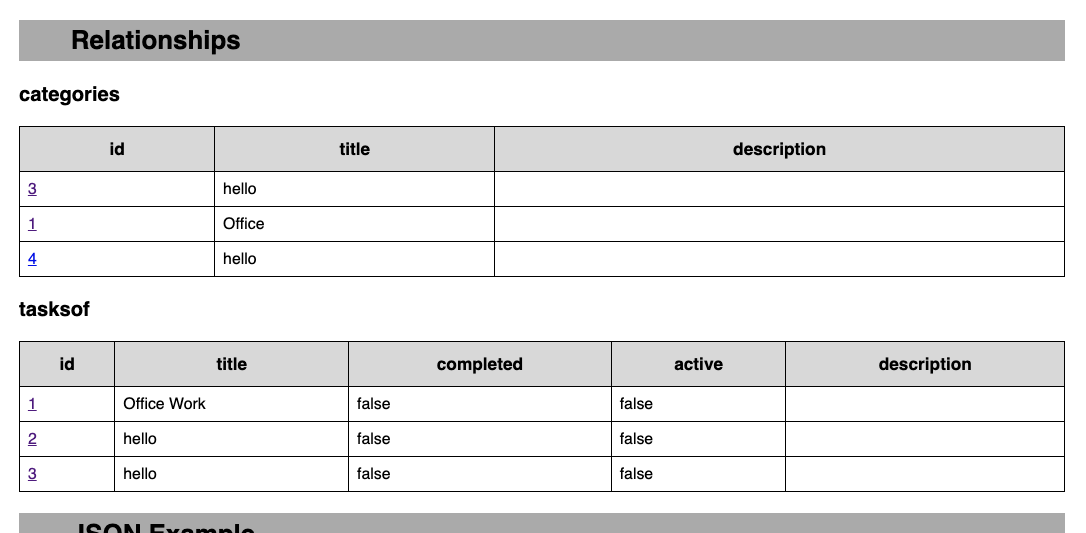 Relationships
categories
id title description
3 hello
1 Office
4 hello
tasksof
id title completed active description
1 Office Work false false
2 hello false false
3 hello false false
JSON Example